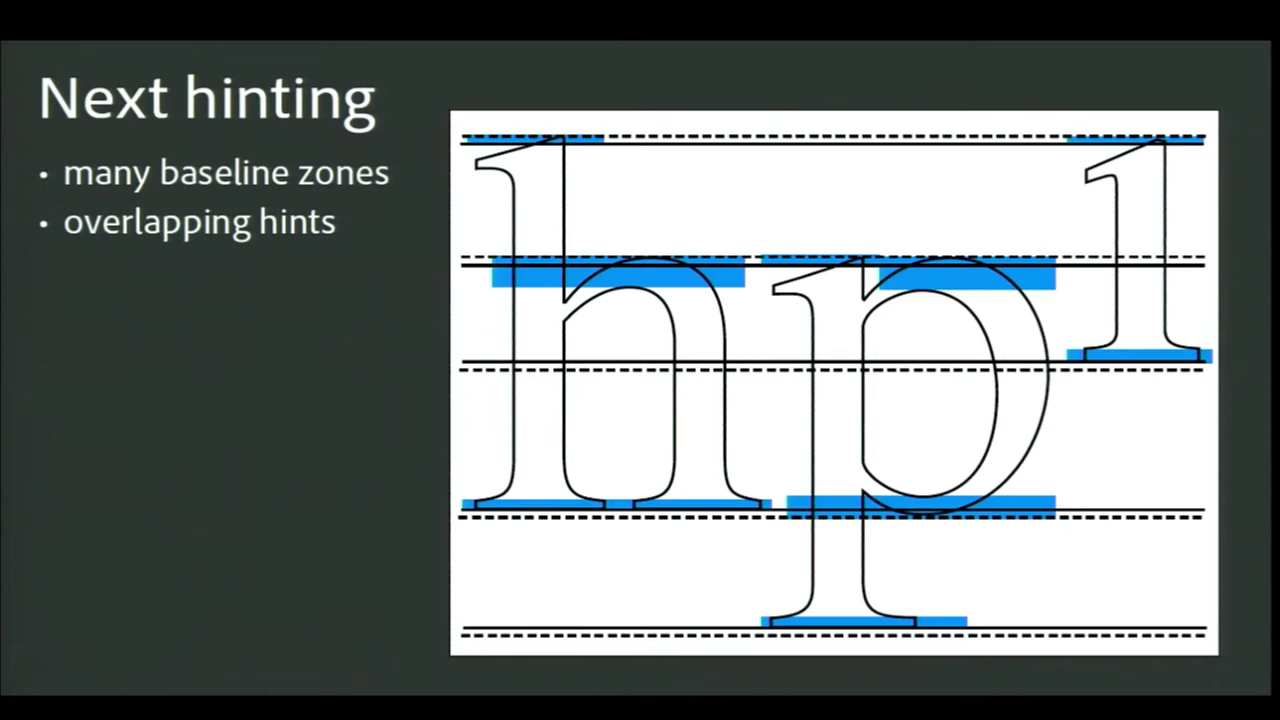 Next hinting
• many baseline zones
• overlapping hints
hp1